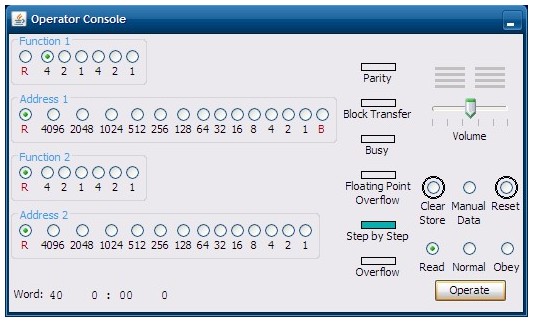 Operator Console
Function 1
R 4 2 1 4 2 1
Address 1
R 4096 2048 1024 512 256 128 64 32 16 8 4 2 1 B
Function 2
R 4 2 1 4 2 1
Address 2
R 4096 2048 1024 512 256 128 64 32 16 8 4 2 1
Word: 40 0 : 00 0
Parity
Block Transfer
Busy
Floating Point
Overflow
Step by Step
Overflow
Volume
Clear Store
Manual Data
Reset
Read Normal Obey
Operate